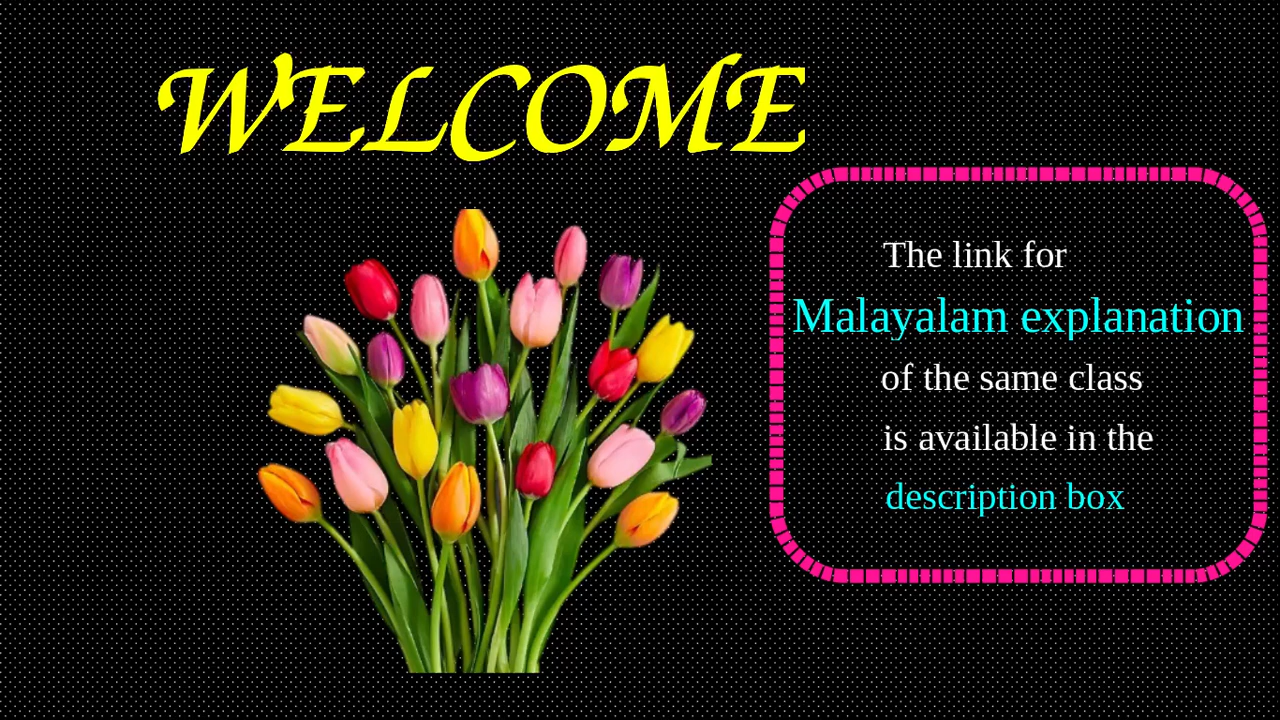 WELCOME
The link for
Malayalam explanation
of the same class
is available in the
description box